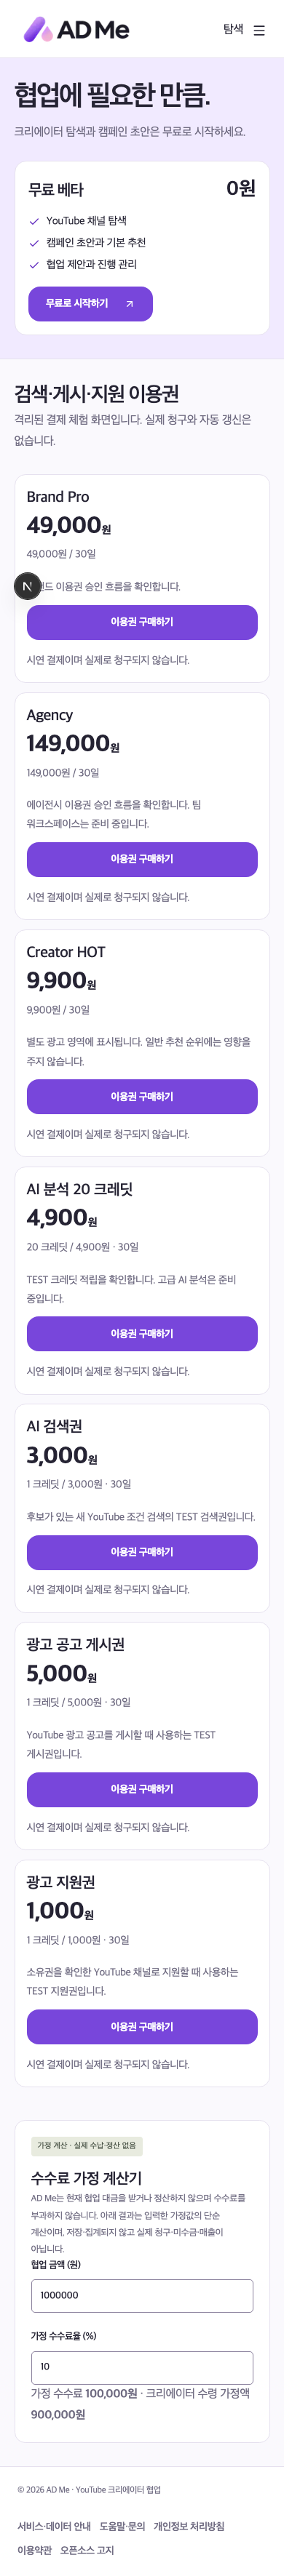 AD Me
탐색
협업에 필요한 만큼.
크리에이터 탐색과 캠페인 초안은 무료로 시작하세요.
무료 베타
0원
YouTube 채널 탐색
캠페인 초안과 기본 추천
협업 제안과 진행 관리
무료로 시작하기
검색·게시·지원 이용권
격리된 결제 체험 화면입니다. 실제 청구와 자동 갱신은
없습니다.
Brand Pro
49,000원
49,000원 / 30일
N
이용권 승인 흐름을 확인합니다.
이용권 구매하기
시연 결제이며 실제로 청구되지 않습니다.
Agency
149,000원
149,000원 / 30일
에이전시 이용권 승인 흐름을 확인합니다. 팀
워크스페이스는 준비 중입니다.
이용권 구매하기
시연 결제이며 실제로 청구되지 않습니다.
Creator HOT
9,900원
9,900원 / 30일
별도 광고 영역에 표시됩니다. 일반 추천 순위에는 영향을
주지 않습니다.
이용권 구매하기
시연 결제이며 실제로 청구되지 않습니다.
AI 분석 20 크레딧
4,900원
20 크레딧 / 4,900원 · 30일
TEST 크레딧 적립을 확인합니다. 고급 AI 분석은 준비
중입니다.
이용권 구매하기
시연 결제이며 실제로 청구되지 않습니다.
AI 검색권
3,000원
1 크레딧 / 3,000원 · 30일
후보가 있는 새 YouTube 조건 검색의 TEST 검색권입니다.
이용권 구매하기
시연 결제이며 실제로 청구되지 않습니다.
광고 공고 게시권
5,000원
1 크레딧 / 5,000원 · 30일
YouTube 광고 공고를 게시할 때 사용하는 TEST
게시권입니다.
이용권 구매하기
시연 결제이며 실제로 청구되지 않습니다.
광고 지원권
1,000원
1 크레딧 / 1,000원 · 30일
소유권을 확인한 YouTube 채널로 지원할 때 사용하는
TEST 지원권입니다.
이용권 구매하기
시연 결제이며 실제로 청구되지 않습니다.
가정 계산 · 실제 수납·정산 없음
수수료 가정 계산기
AD Me는 현재 협업 대금을 받거나 정산하지 않으며 수수료를
부과하지 않습니다. 아래 결과는 입력한 가정값의 단순
계산이며, 저장·집계되지 않고 실제 청구·미수금·매출이
아닙니다.
협업 금액 (원)
1000000
가정 수수료율 (%)
10
가정 수수료 100,000원 · 크리에이터 수령 가정액
900,000원
© 2026 AD Me · YouTube 크리에이터 협업
서비스·데이터 안내 도움말·문의 개인정보 처리방침
이용약관 오픈소스 고지